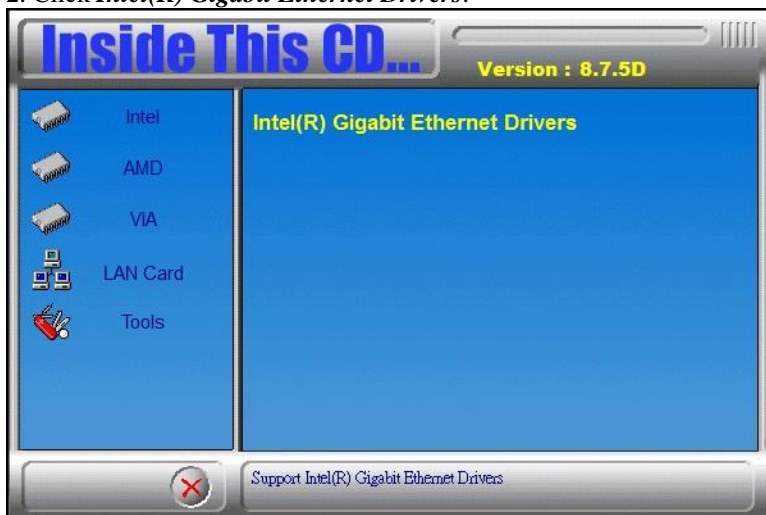 2. Click Intel(R) Gigabit Ethernet Drivers.
Inside This CD...
Version : 8.7.5D
Intel
AMD
VIA
LAN Card
Tools
Intel(R) Gigabit Ethernet Drivers
Support Intel(R) Gigabit Ethernet Drivers